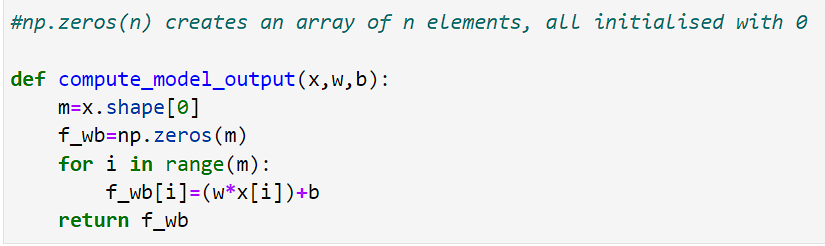 #np.zeros(n) creates an array of n elements, all initialised with 0
def compute_model_output(x,w,b):
    m=x.shape[0]
    f_wb=np.zeros(m)
    for i in range(m):
        f_wb[i]=(w*x[i])+b
    return f_wb